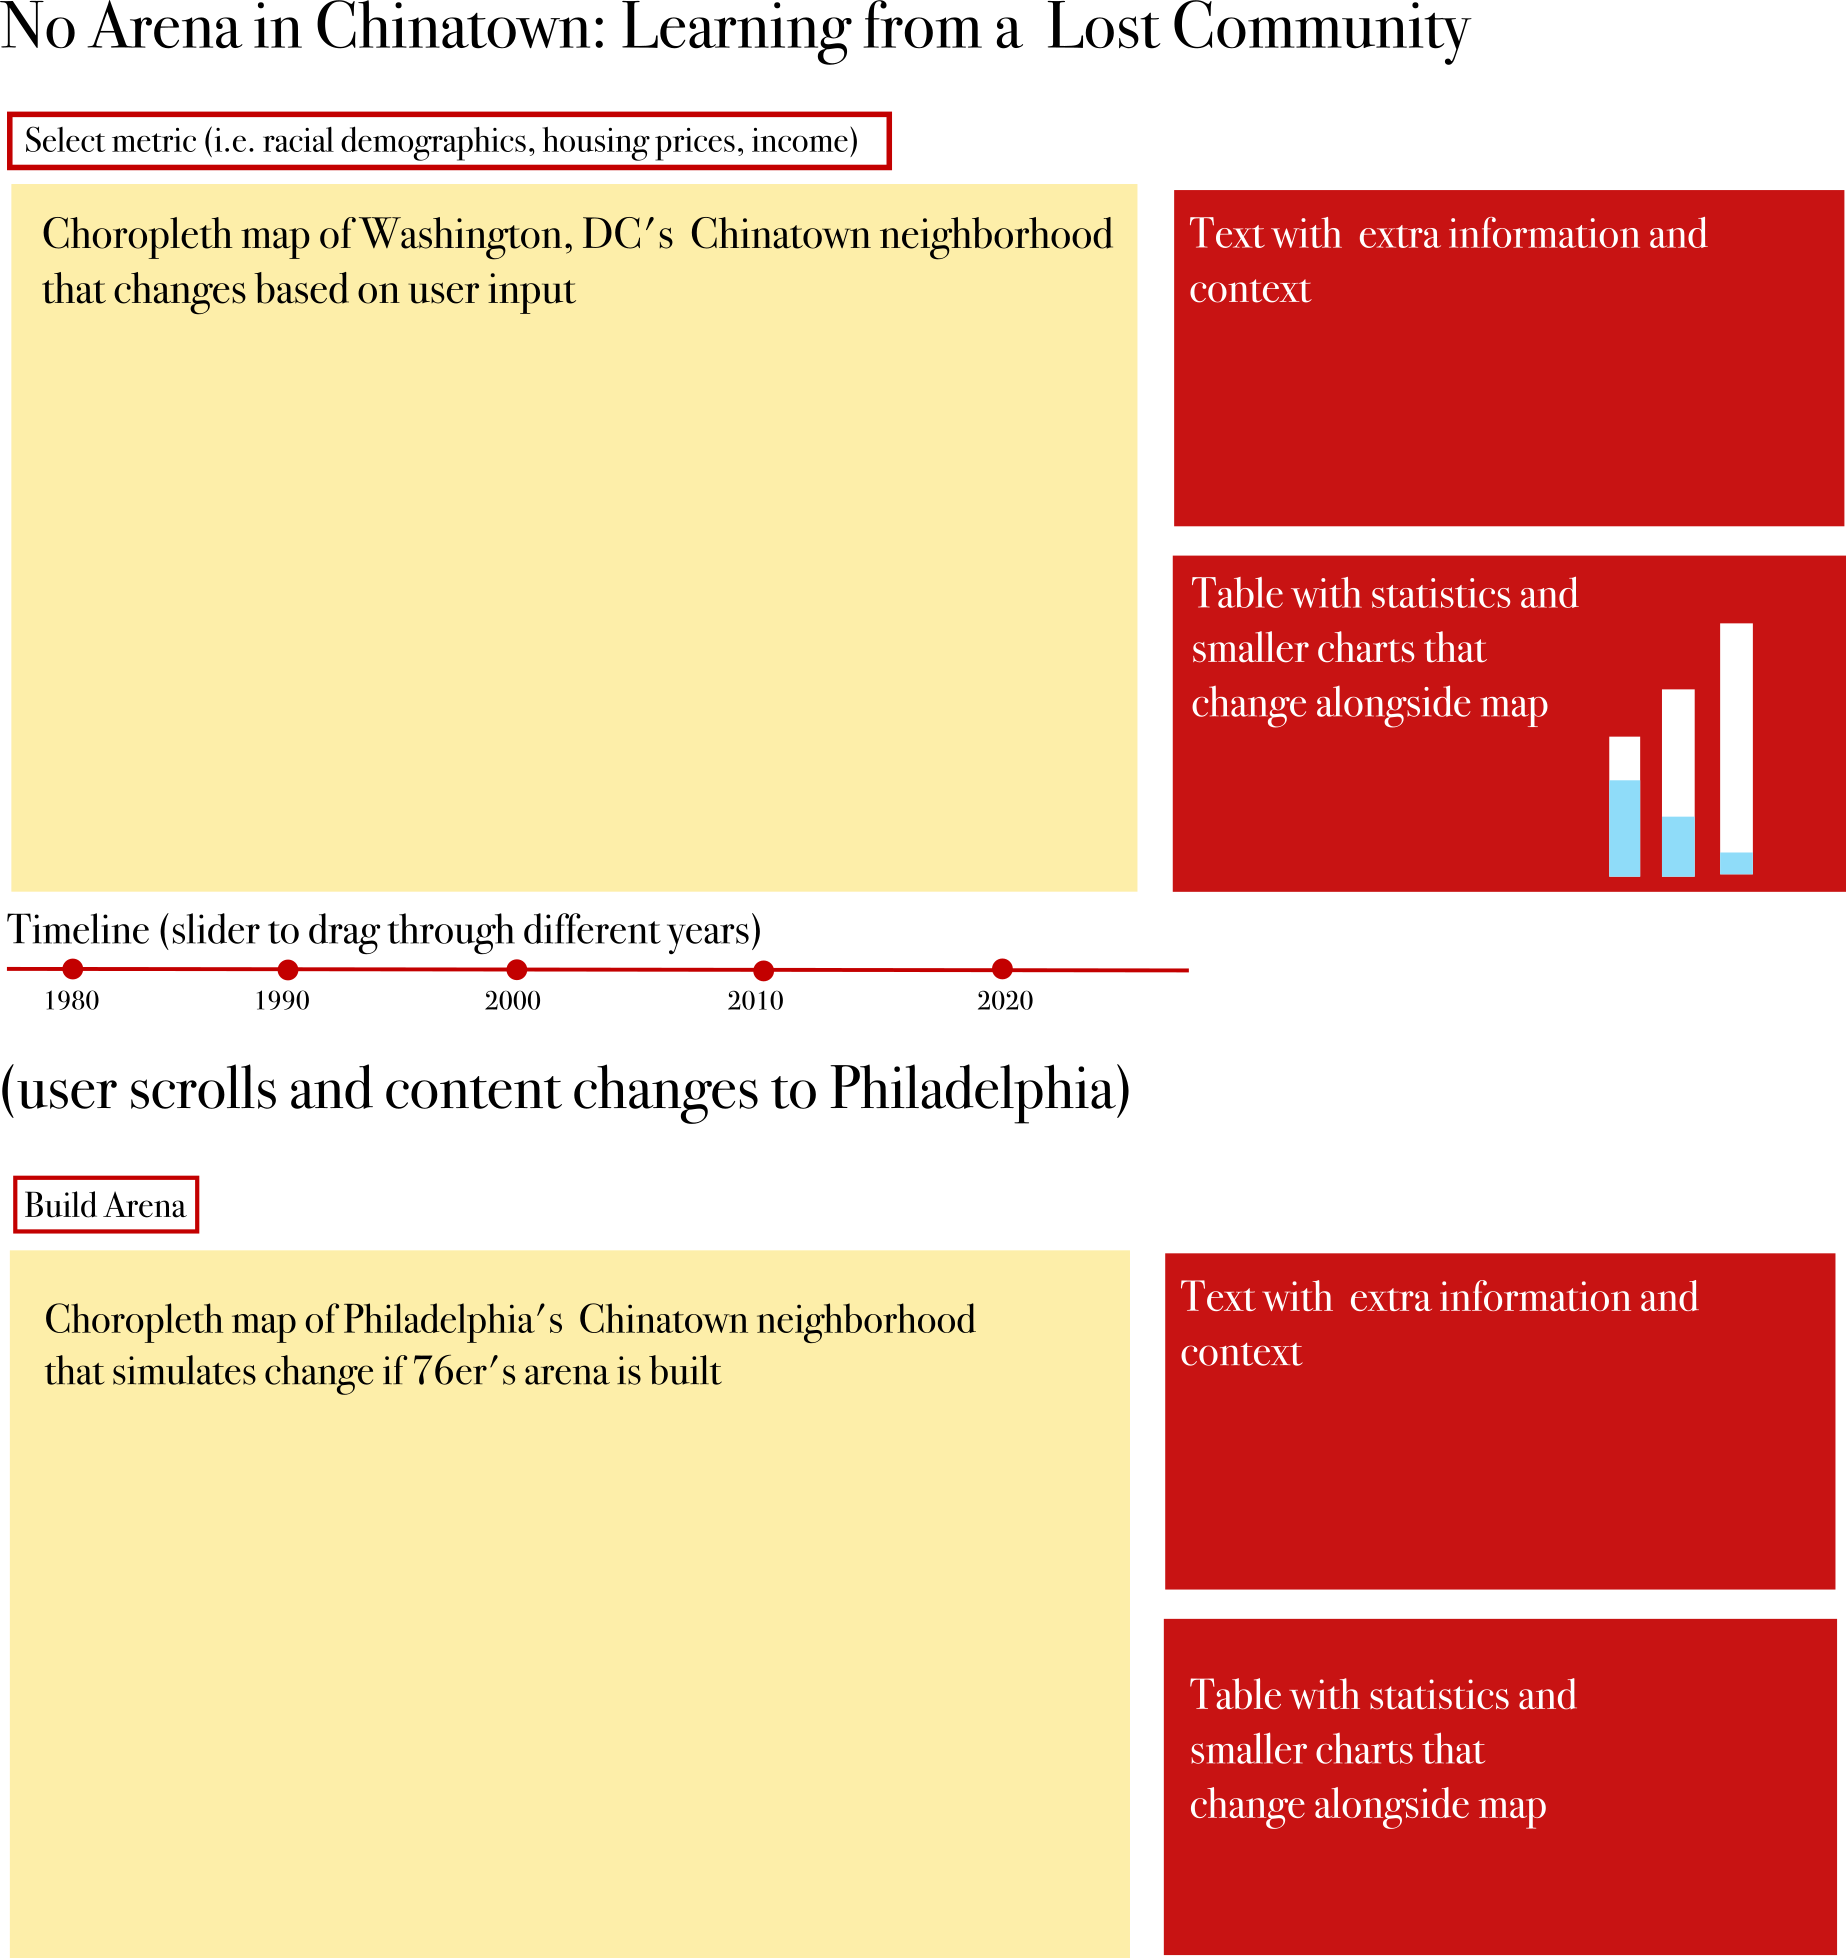 No Arena in Chinatown: Learning from a Lost Community
Select metric (i.e. racial demographics, housing prices, income)
Choropleth map of Washington, DC's Chinatown neighborhood
that changes based on user input
Text with extra information and
context
Table with statistics and
smaller charts that
change alongside map
Timeline (slider to drag through different years)
1980
1990
2000
2010
2020
(user scrolls and content changes to Philadelphia)
Build Arena
Choropleth map of Philadelphia's Chinatown neighborhood
that simulates change if 76er's arena is built
Text with extra information and
context
Table with statistics and
smaller charts that
change alongside map